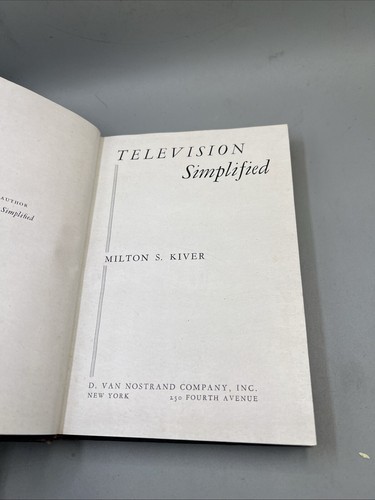 AUTHOR
Simplified
TELEVISION
Simplified
MILTON S. KIVER
D. VAN NOSTRAND COMPANY, INC.
NEW YORK 250 FOURTH AVENUE